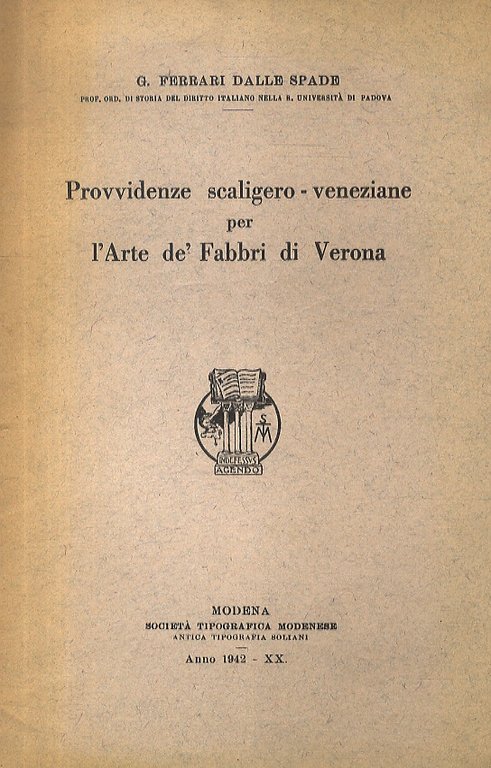 G. FERRARI DALLE SPADE
PROF. ORD. DI STORIA DEL DIRITTO ITALIANO NELLA R. UNIVERSITÀ DI PADOVA
Provvidenze scaligero - veneziane
per
l'Arte de' Fabbri di Verona
INDEFESSVS
AGENDO
MODENA
SOCIETÀ TIPOGRAFICA MODENESE
ANTICA TIPOGRAFIA SOLIANI
Anno 1942 - XX.